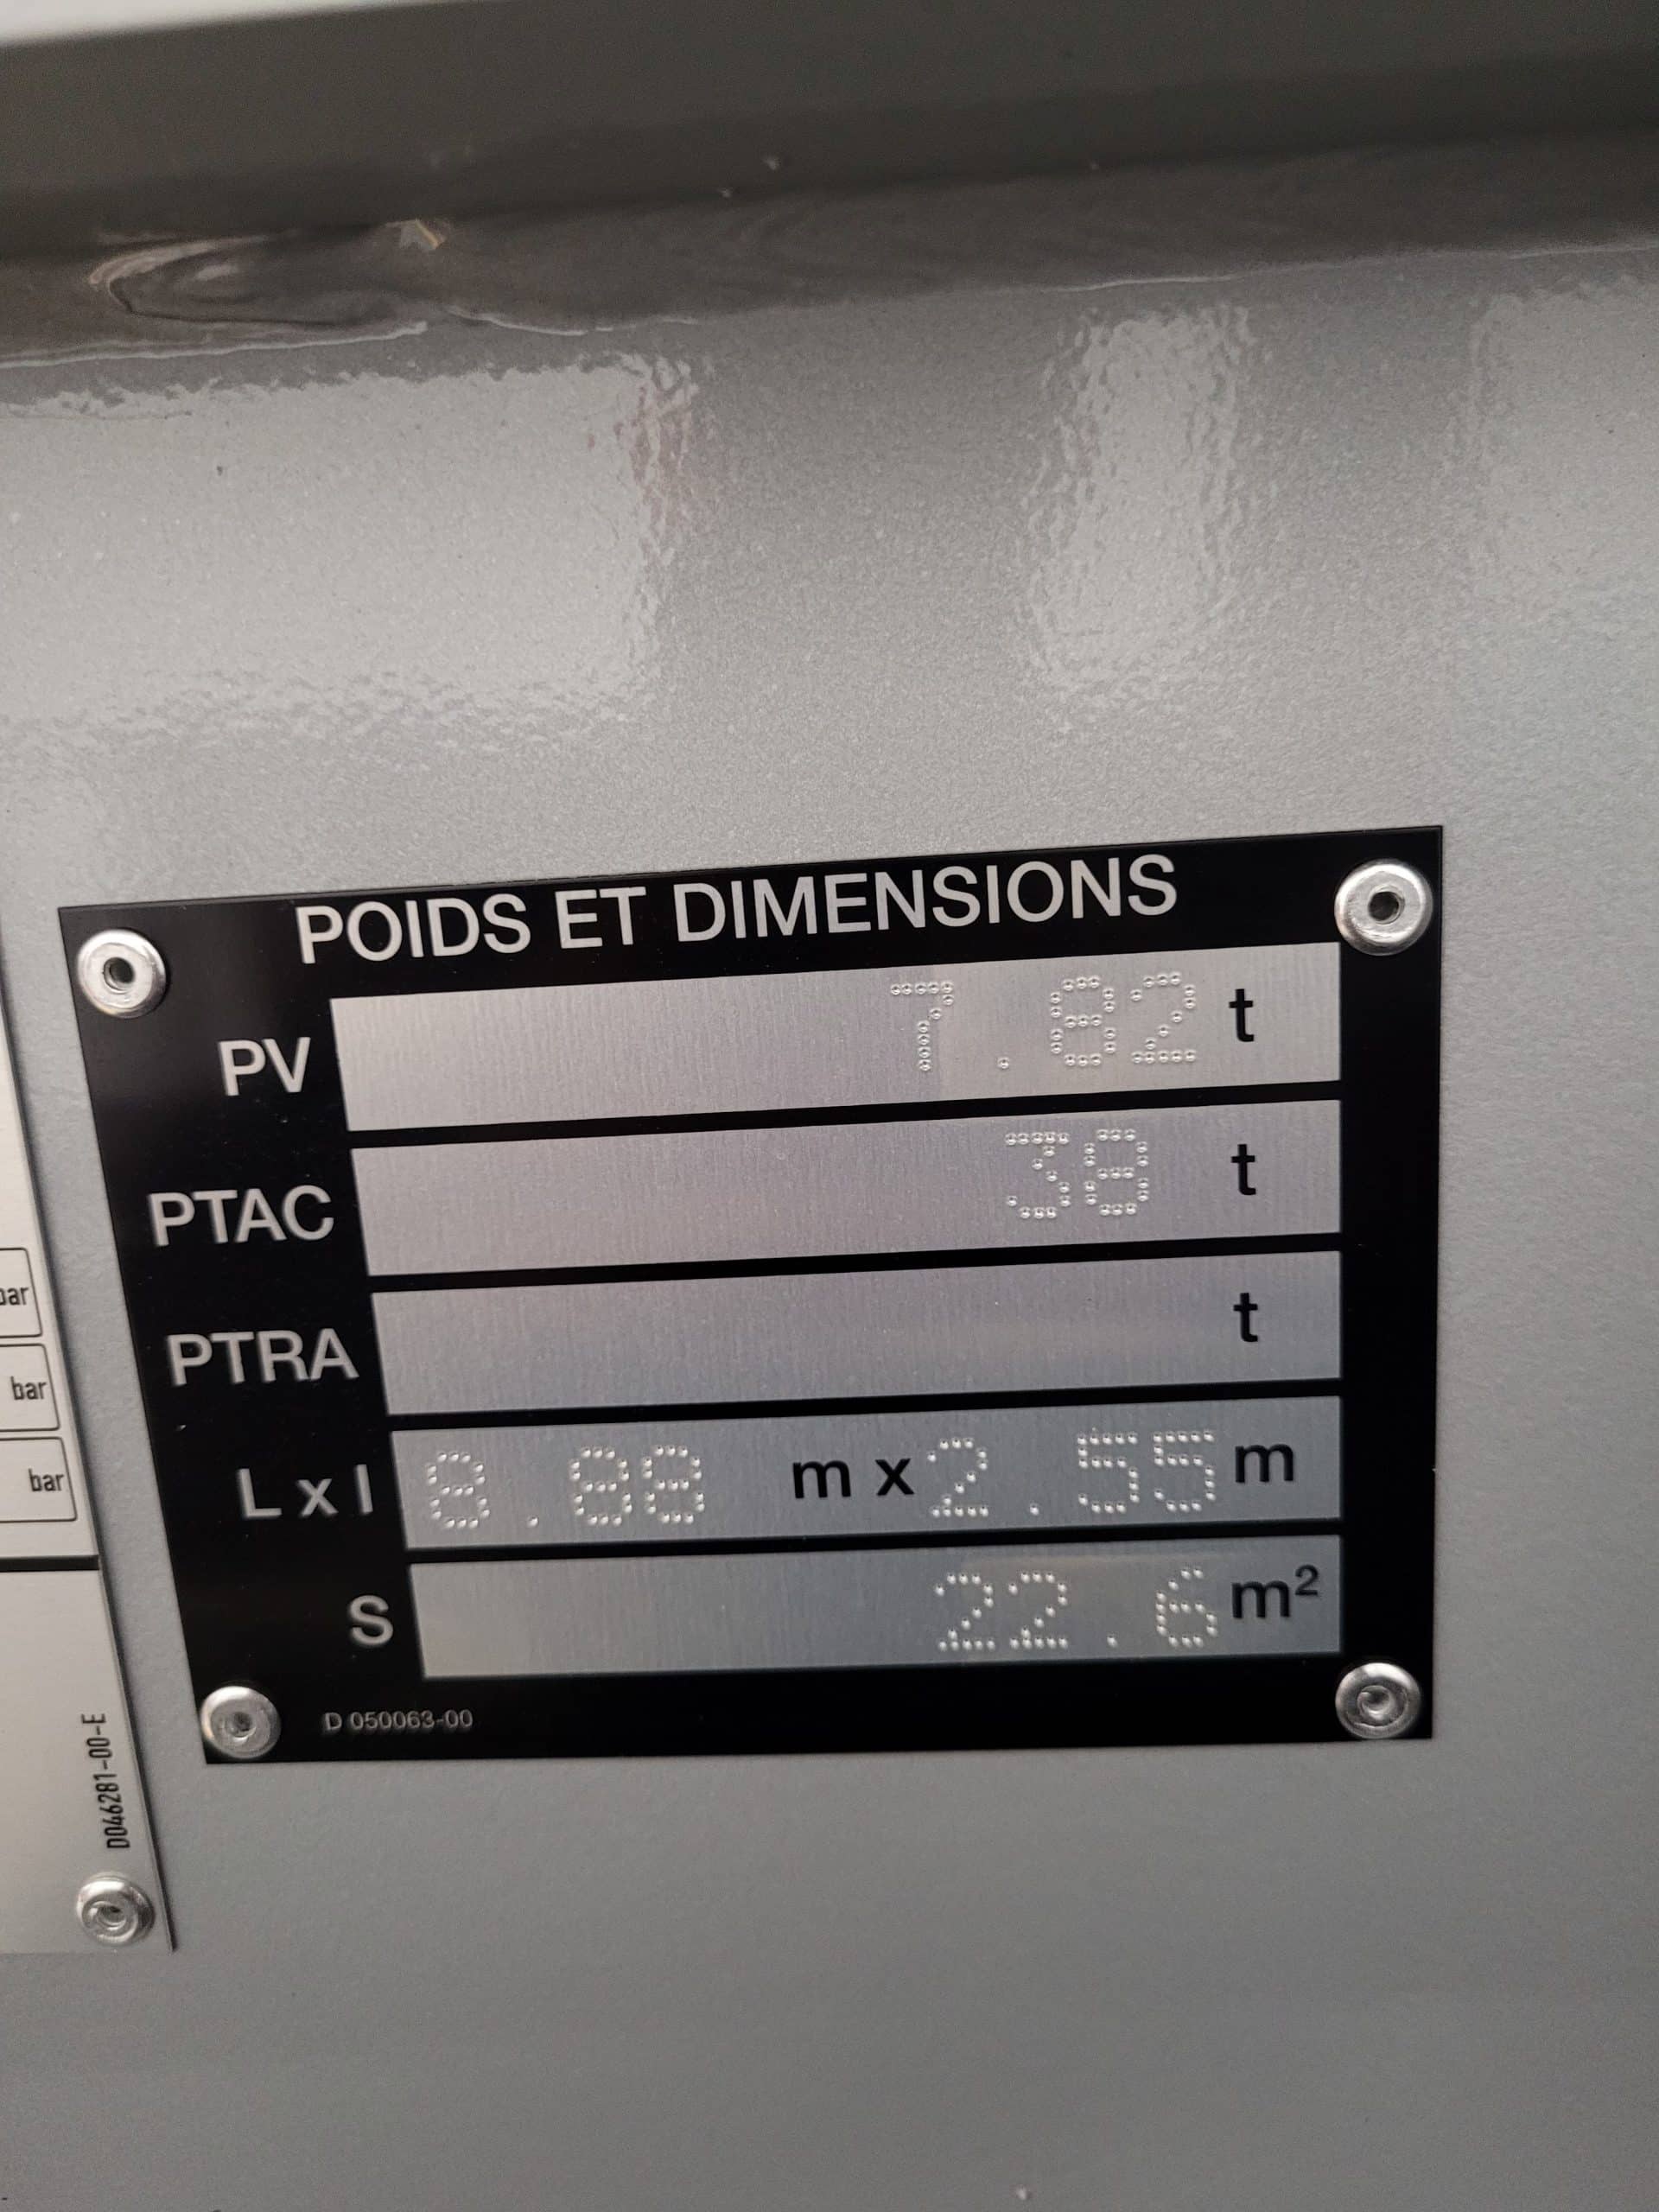 POIDS ET DIMENSIONS
PV 7.82 t
PTAC 38 t
PTRA t
L x l 8.88 m x 2.55 m
S 22.6 m²
D 050063-00
bar
bar
bar
D046281-00-E